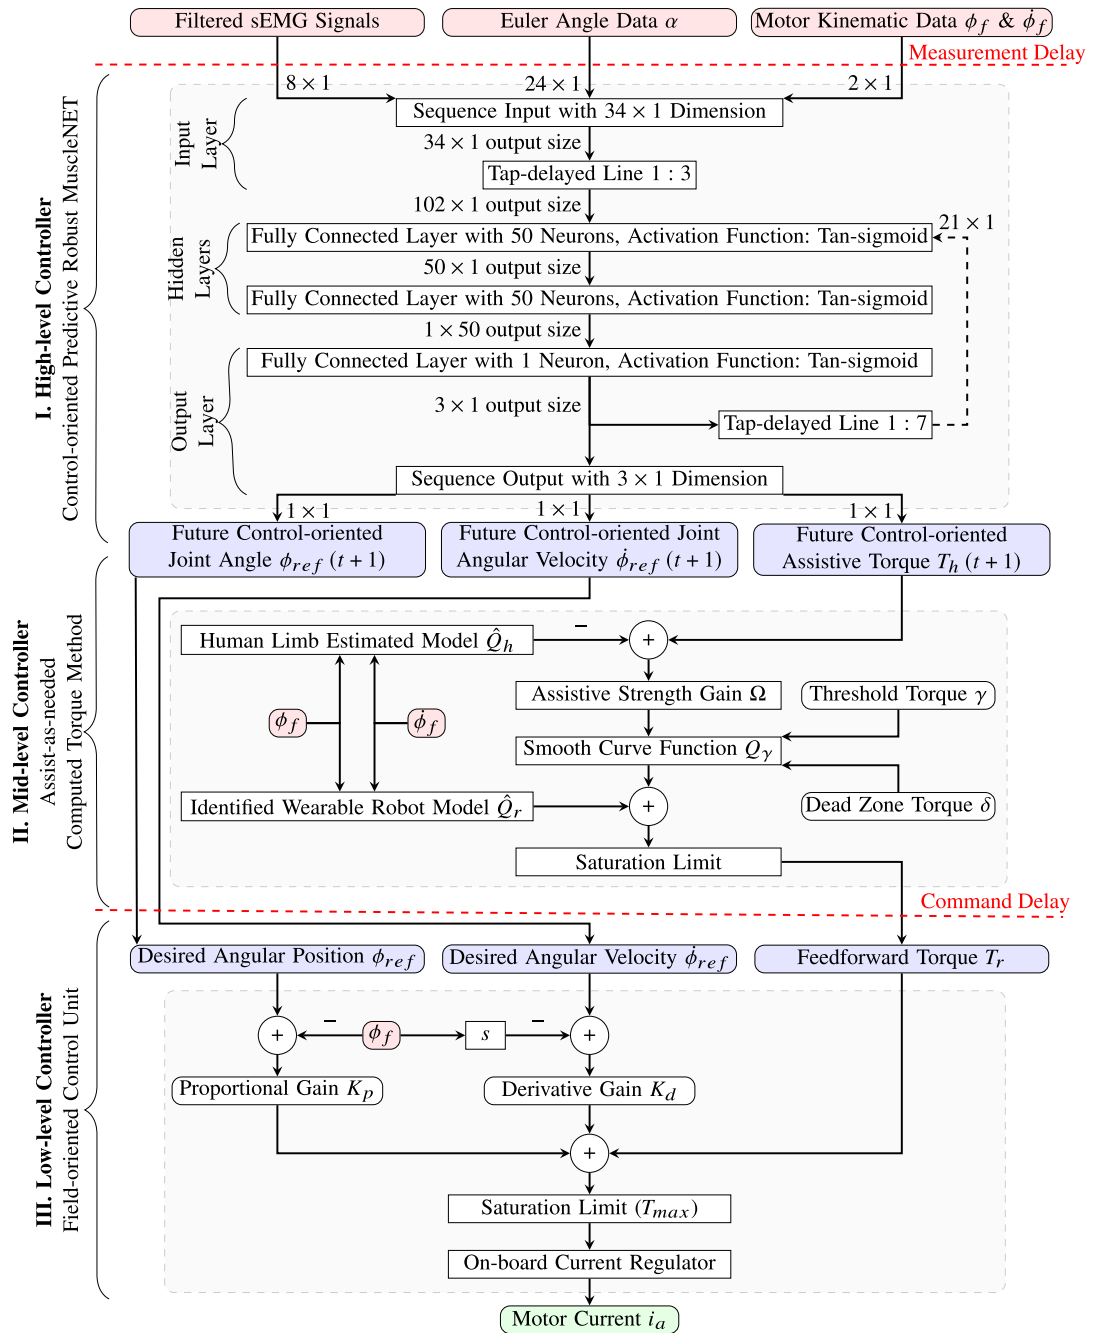 Filtered sEMG Signals
Euler Angle Data α
Motor Kinematic Data ϕ_f & ϕ̇_f
Measurement Delay
8 × 1
24 × 1
2 × 1
Sequence Input with 34 × 1 Dimension
34 × 1 output size
Tap-delayed Line 1 : 3
102 × 1 output size
Input
Layer
Fully Connected Layer with 50 Neurons, Activation Function: Tan-sigmoid
21 × 1
50 × 1 output size
Fully Connected Layer with 50 Neurons, Activation Function: Tan-sigmoid
Hidden
Layers
1 × 50 output size
Fully Connected Layer with 1 Neuron, Activation Function: Tan-sigmoid
3 × 1 output size
Tap-delayed Line 1 : 7
Output
Layer
Sequence Output with 3 × 1 Dimension
I. High-level Controller
Control-oriented Predictive Robust MuscleNET
1 × 1
1 × 1
1 × 1
Future Control-oriented
Joint Angle ϕ_ref (t + 1)
Future Control-oriented Joint
Angular Velocity ϕ̇_ref (t + 1)
Future Control-oriented
Assistive Torque T_h (t + 1)
Human Limb Estimated Model Q̂_h
−
+
Assistive Strength Gain Ω
Threshold Torque γ
ϕ_f
ϕ̇_f
Smooth Curve Function Q_γ
Identified Wearable Robot Model Q̂_r
+
Dead Zone Torque δ
Saturation Limit
II. Mid-level Controller
Assist-as-needed
Computed Torque Method
Command Delay
Desired Angular Position ϕ_ref
Desired Angular Velocity ϕ̇_ref
Feedforward Torque T_r
+
−
ϕ_f
s
−
+
Proportional Gain K_p
Derivative Gain K_d
+
Saturation Limit (T_max)
On-board Current Regulator
III. Low-level Controller
Field-oriented Control Unit
Motor Current i_a